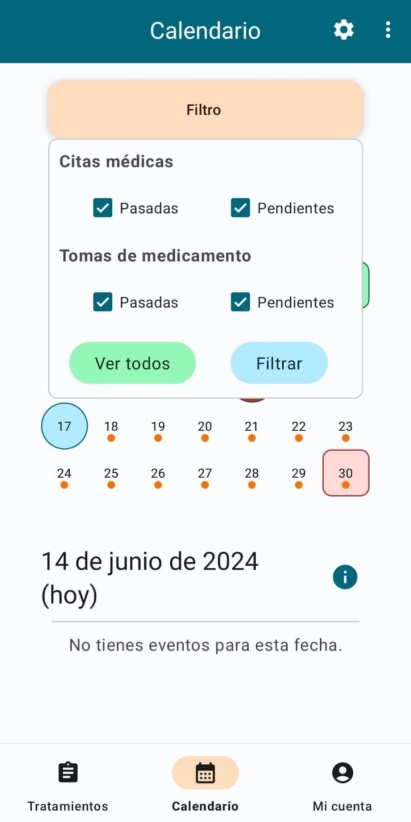 Calendario
Filtro
Citas médicas
Pasadas Pendientes
Tomas de medicamento
Pasadas Pendientes
Ver todos Filtrar
17 18 19 20 21 22 23
24 25 26 27 28 29 30
14 de junio de 2024
(hoy)
No tienes eventos para esta fecha.
Tratamientos Calendario Mi cuenta